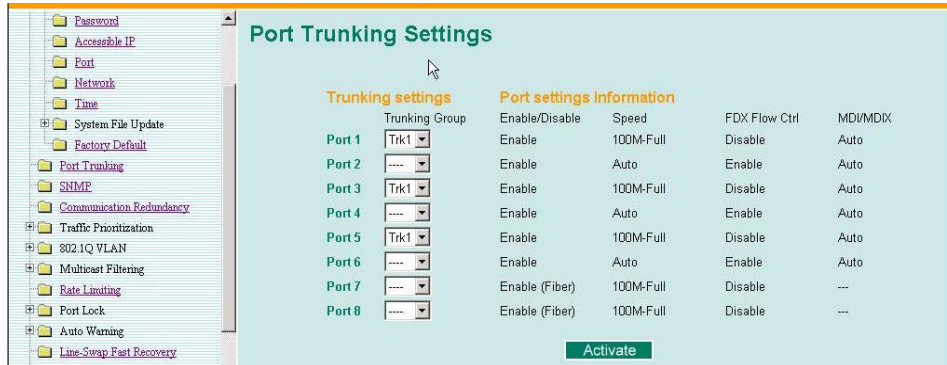 Password
Accessible IP
Port
Network
Time
System File Update
Factory Default
Port Trunking
SNMP
Communication Redundancy
Traffic Prioritization
802.1Q VLAN
Multicast Filtering
Rate Limiting
Port Lock
Auto Warning
Line-Swap Fast Recovery
Port Trunking Settings
Trunking settings Port settings Information
Trunking Group Enable/Disable Speed FDX Flow Ctrl MDI/MDIX
Port 1 Trk1 Enable 100M-Full Disable Auto
Port 2 ---- Enable Auto Enable Auto
Port 3 Trk1 Enable 100M-Full Disable Auto
Port 4 ---- Enable Auto Enable Auto
Port 5 Trk1 Enable 100M-Full Disable Auto
Port 6 ---- Enable Auto Enable Auto
Port 7 ---- Enable (Fiber) 100M-Full Disable ---
Port 8 ---- Enable (Fiber) 100M-Full Disable ---
Activate